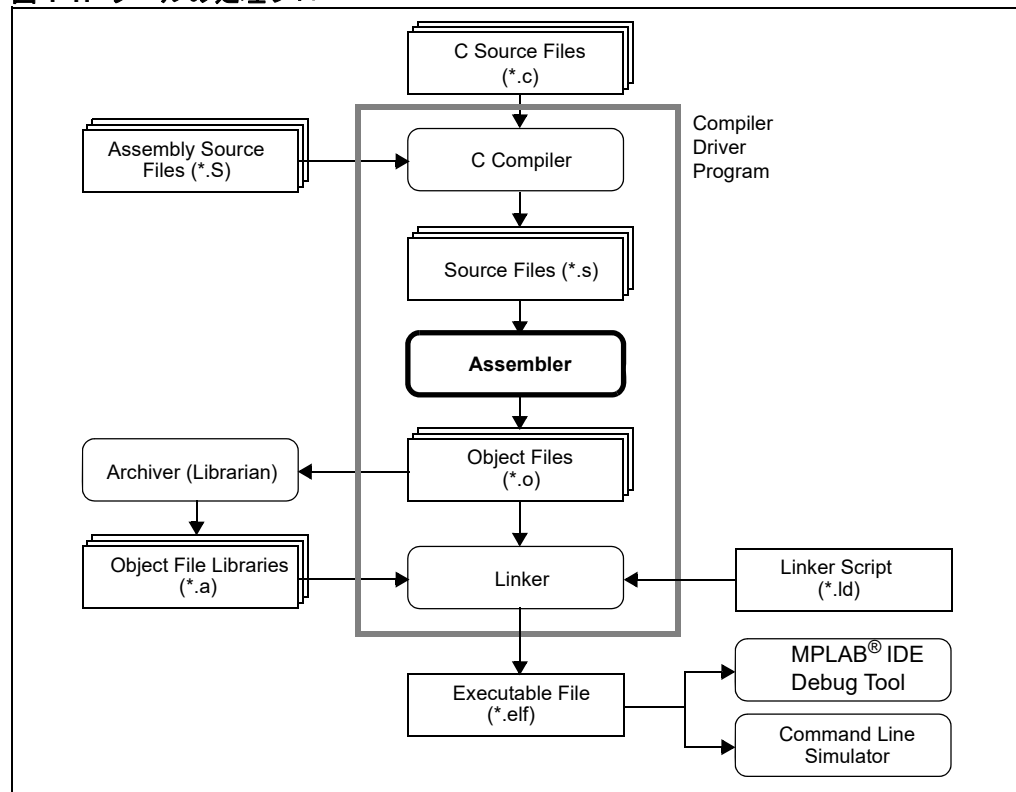 C Source Files
(*.c)
Compiler
Driver
Program
Assembly Source
Files (*.S)
C Compiler
Source Files (*.s)
Assembler
Object Files
(*.o)
Archiver (Librarian)
Object File Libraries
(*.a)
Linker
Linker Script
(*.ld)
MPLAB® IDE
Debug Tool
Executable File
(*.elf)
Command Line
Simulator